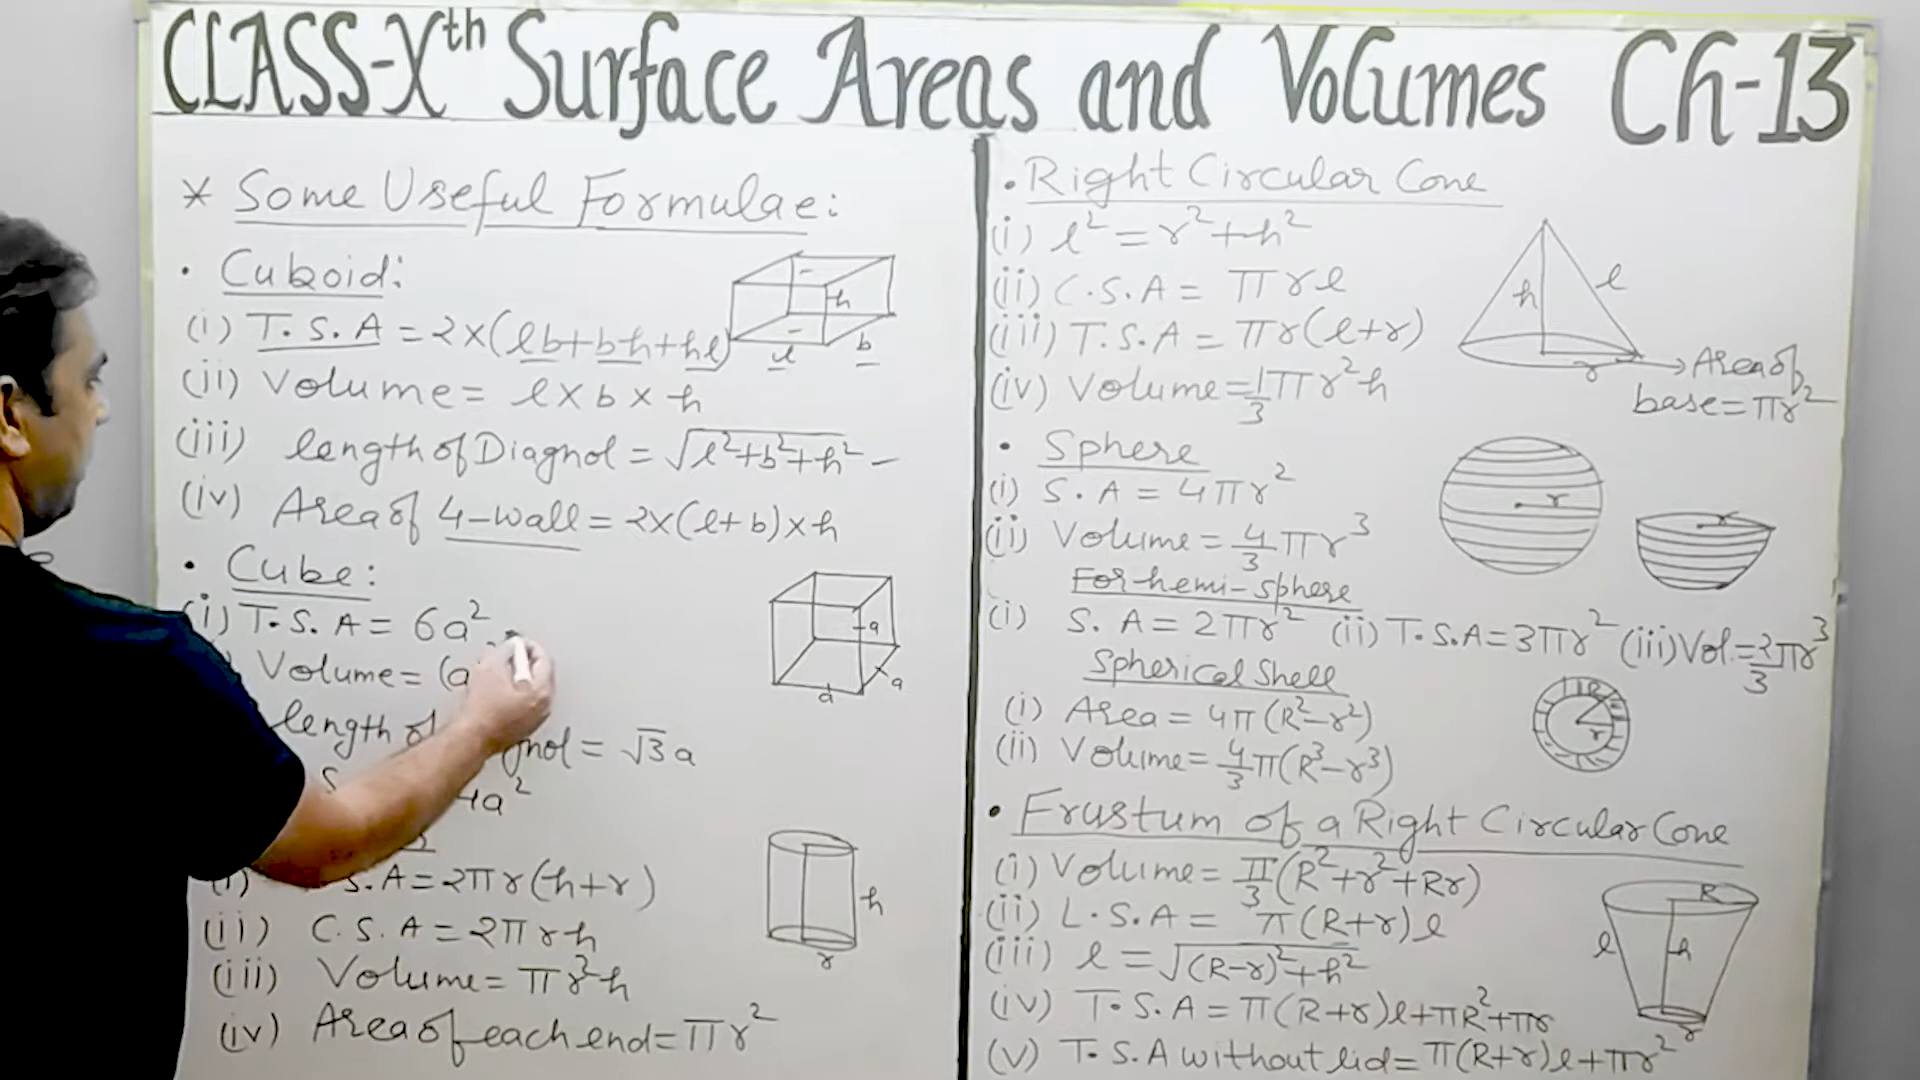 CLASS-Xth Surface Areas and Volumes Ch-13
* Some Useful Formulae:
• Cuboid:
(i) T.S.A = 2×(lb+bh+hl)
(ii) Volume = l×b×h
(iii) length of Diagnol = √l²+b²+h²
(iv) Area of 4-wall = 2×(l+b)×h
h
l
b
• Cube:
(i) T.S.A = 6a²
Volume = (a
length of gnol = √3a
S
4a²
a
a
a
(i) S.A = 2πr(h+r)
(ii) C.S.A = 2πrh
(iii) Volume = πr²h
(iv) Area of each end = πr²
h
r
• Right Circular Cone
(i) l² = r²+h²
(ii) C.S.A = πrl
(iii) T.S.A = πr(l+r)
(iv) Volume = 1/3 πr²h
h
l
r
→ Area of
base = πr²
• Sphere
(i) S.A = 4πr²
(ii) Volume = 4/3 πr³
r
r
For hemi-sphere
(i) S.A = 2πr² (ii) T.S.A = 3πr² (iii) Vol. = 2/3 πr³
Spherical Shell
(i) Area = 4π(R²-r²)
(ii) Volume = 4/3 π(R³-r³)
R
r
• Frustum of a Right Circular Cone
(i) Volume = π/3 (R²+r²+Rr)
(ii) L.S.A = π(R+r)l
(iii) l = √(R-r)²+h²
(iv) T.S.A = π(R+r)l+πR²+πr
(v) T.S.A without lid = π(R+r)l+πr²
R
l
h
r